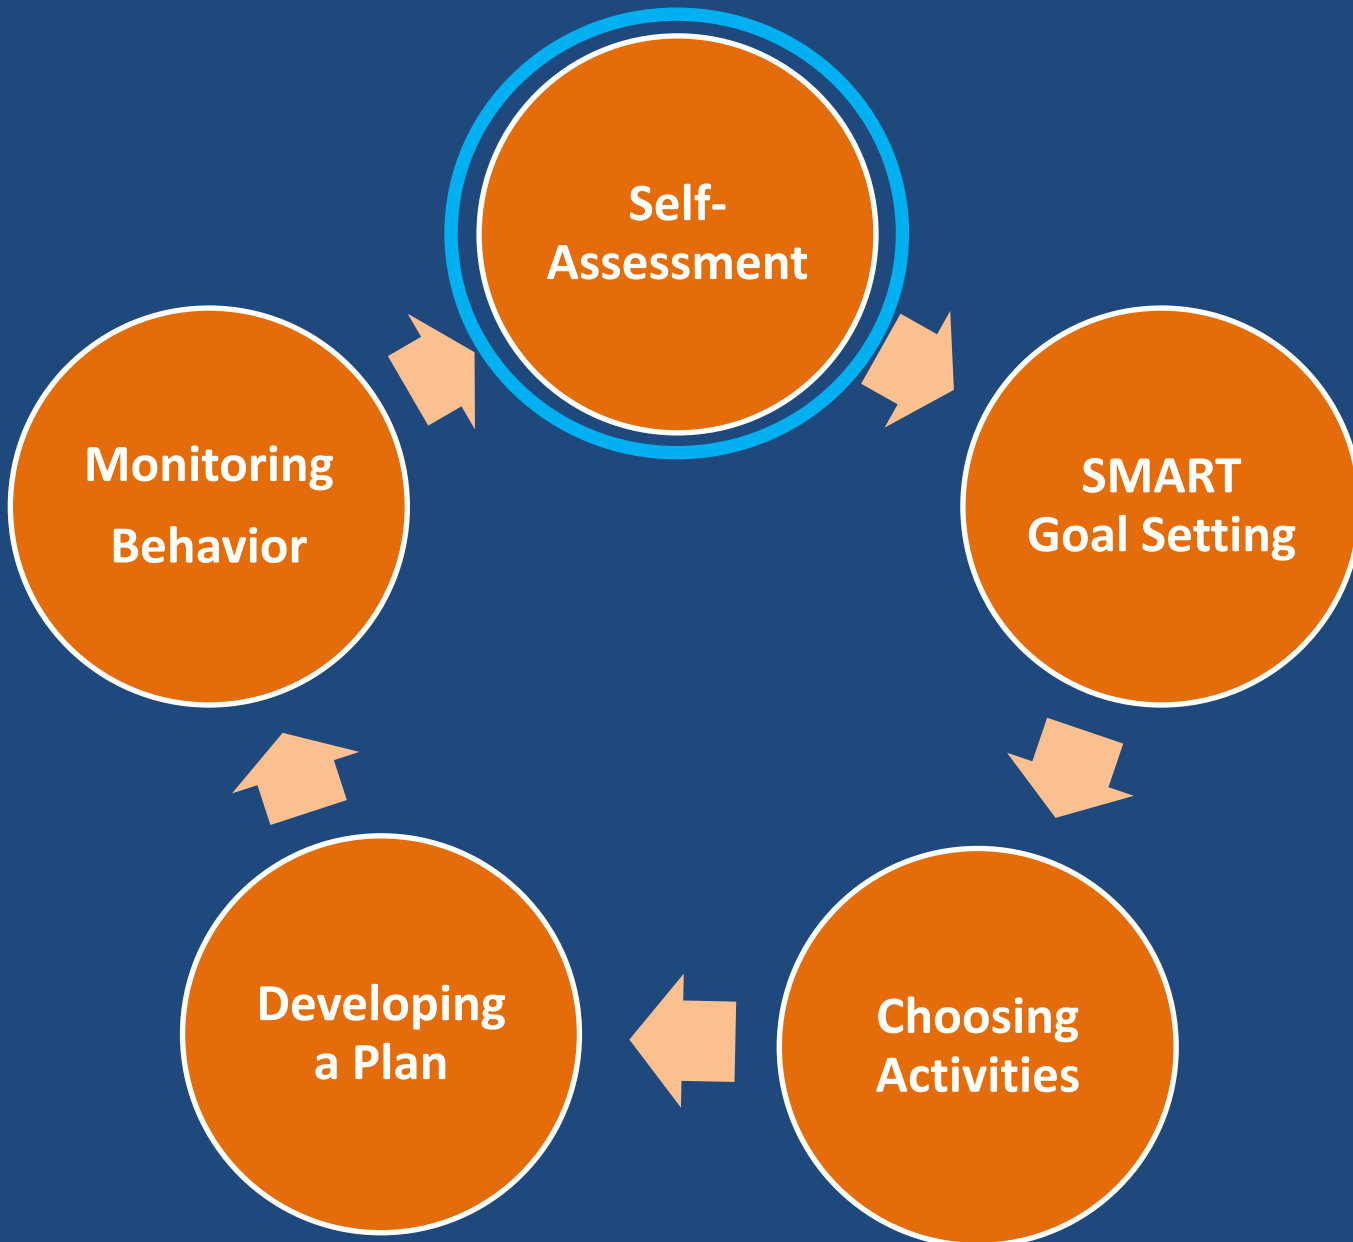 Self-
Assessment
SMART
Goal Setting
Choosing
Activities
Developing
a Plan
Monitoring
Behavior